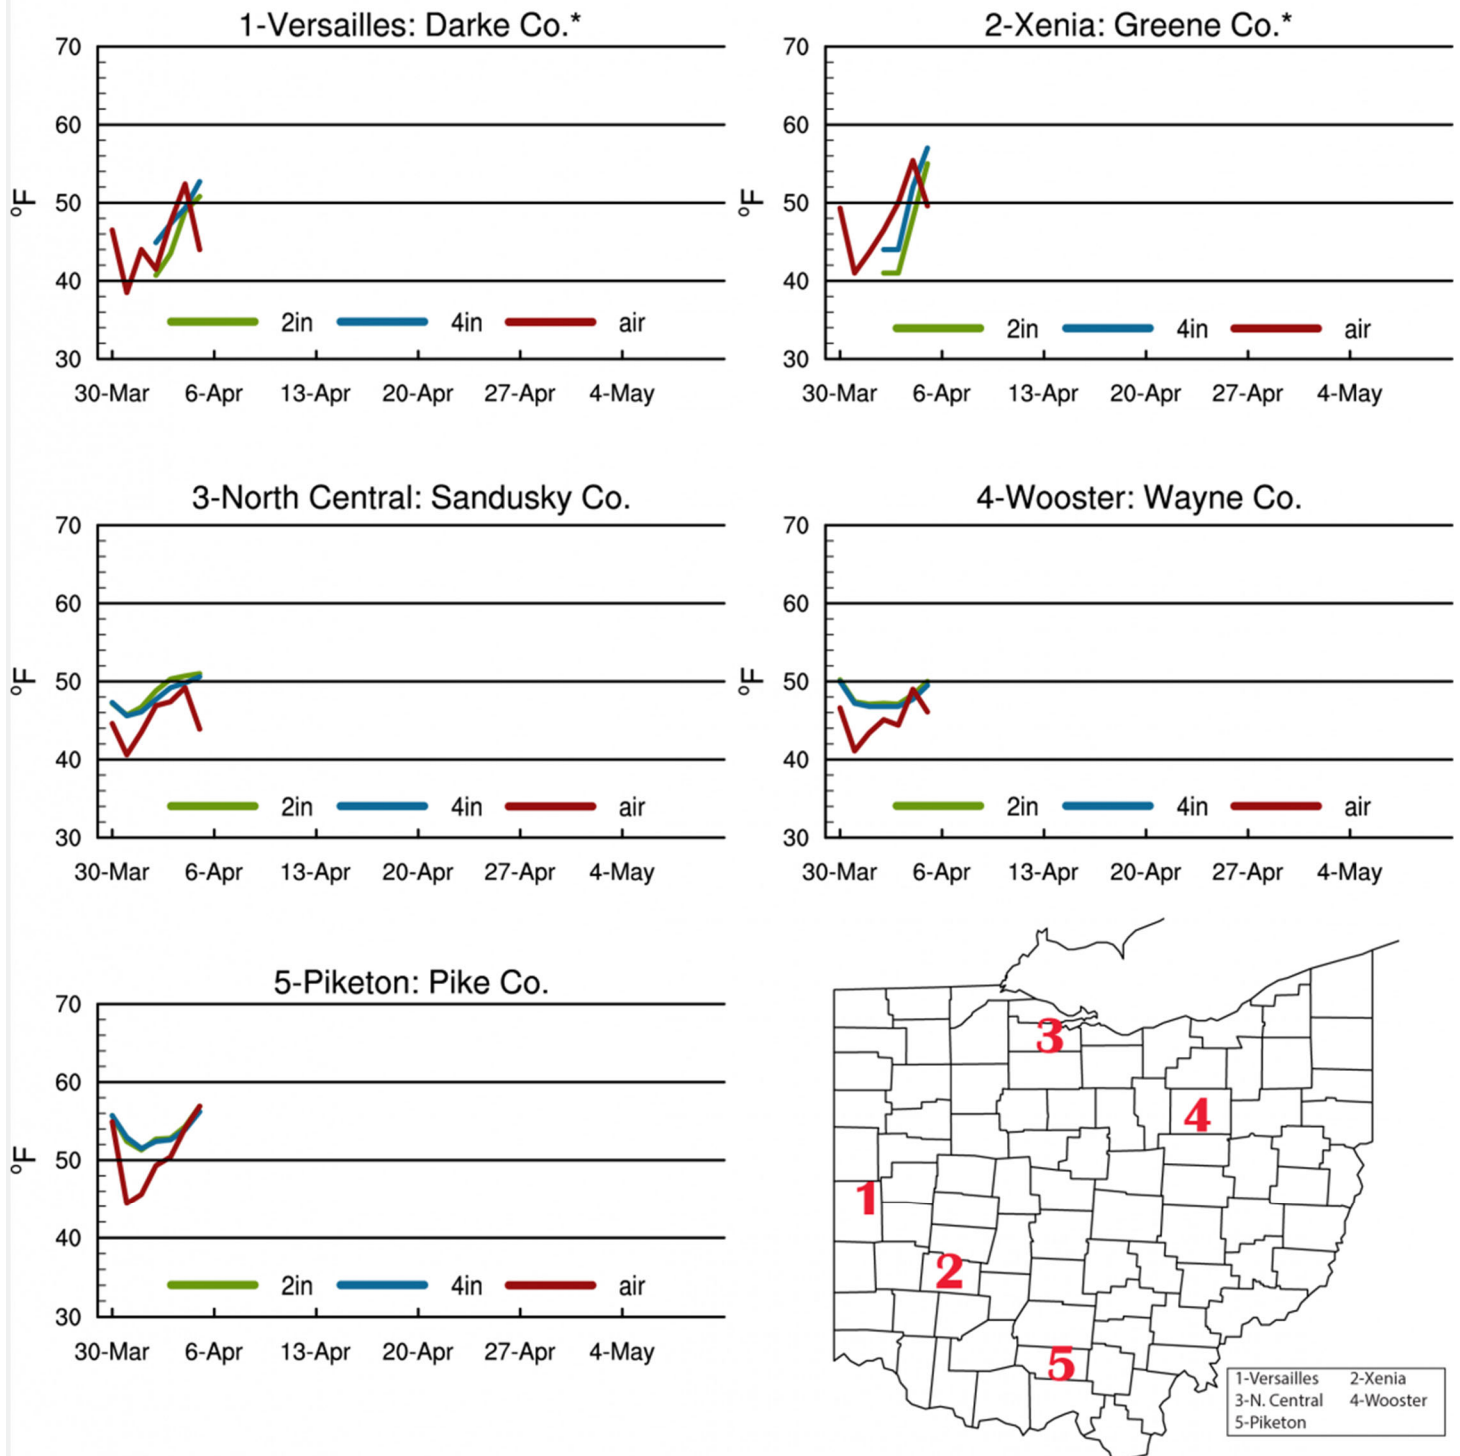 1-Versailles: Darke Co.*
70
60
°F
50
40
2in 4in air
30
30-Mar 6-Apr 13-Apr 20-Apr 27-Apr 4-May
2-Xenia: Greene Co.*
70
60
°F
50
40
2in 4in air
30
30-Mar 6-Apr 13-Apr 20-Apr 27-Apr 4-May
3-North Central: Sandusky Co.
70
60
°F
50
40
2in 4in air
30
30-Mar 6-Apr 13-Apr 20-Apr 27-Apr 4-May
4-Wooster: Wayne Co.
70
60
°F
50
40
2in 4in air
30
30-Mar 6-Apr 13-Apr 20-Apr 27-Apr 4-May
5-Piketon: Pike Co.
70
60
°F
50
40
2in 4in air
30
30-Mar 6-Apr 13-Apr 20-Apr 27-Apr 4-May
3
4
1
2
5
1-Versailles 2-Xenia
3-N. Central 4-Wooster
5-Piketon